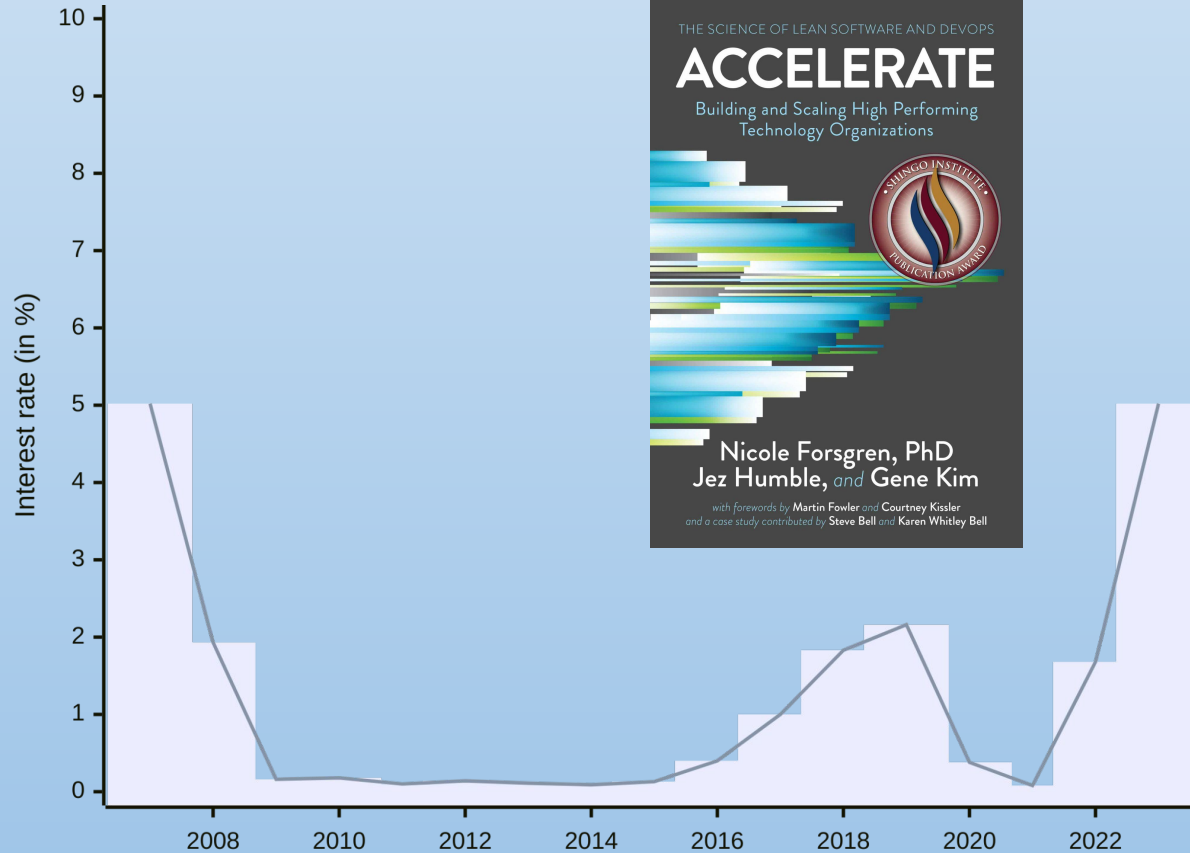 10
9
8
7
6
5
4
3
2
1
0
Interest rate (in %)
2008
2010
2012
2014
2016
2018
2020
2022
THE SCIENCE OF LEAN SOFTWARE AND DEVOPS
ACCELERATE
Building and Scaling High Performing
Technology Organizations
SHINGO INSTITUTE
PUBLICATION AWARD
Nicole Forsgren, PhD
Jez Humble, and Gene Kim
with forewords by Martin Fowler and Courtney Kissler
and a case study contributed by Steve Bell and Karen Whitley Bell